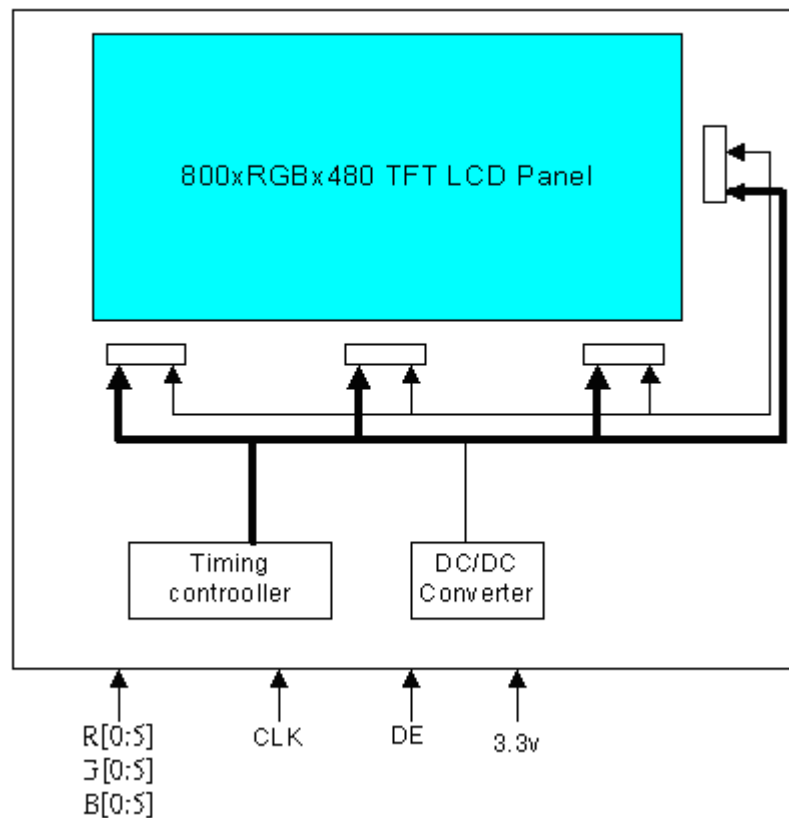 800xRGBx480 TFT LCD Panel
Timing
controoller
DC/DC
Converter
R[0:5]
CLK
DE
3.3v
G[0:5]
B[0:5]